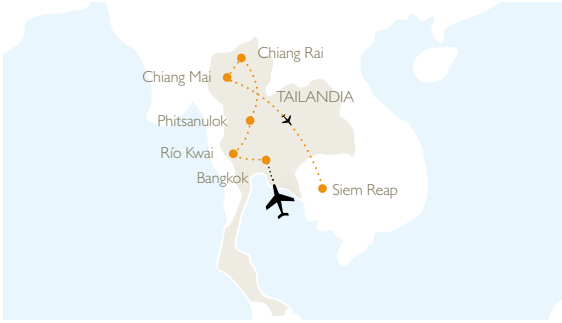 Chiang Rai
Chiang Mai
TAILANDIA
Phitsanulok
Río Kwai
Bangkok
Siem Reap